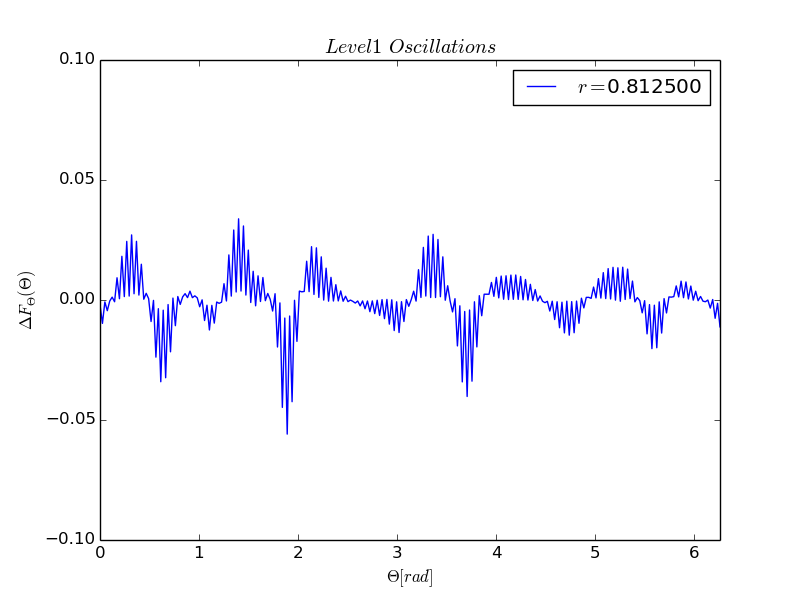 Level1 Oscillations
r=0.812500
0.10
0.05
0.00
−0.05
−0.10
ΔF_Θ(Θ)
0 1 2 3 4 5 6
Θ[rad]